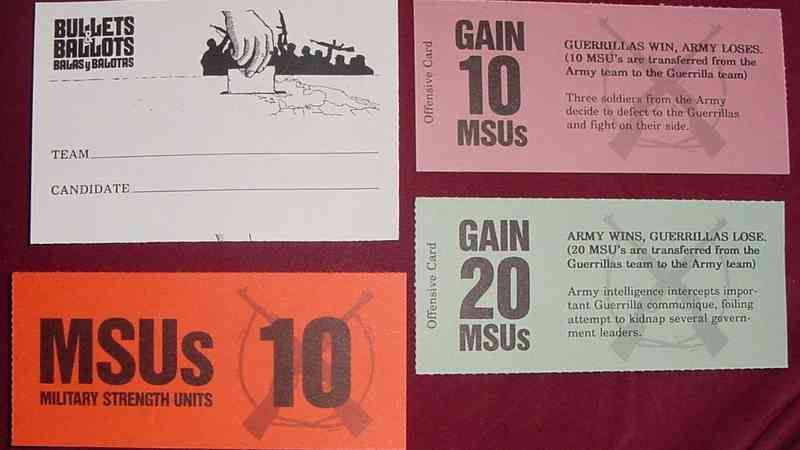 BULLETS
&
BALLOTS
BALAS y BALOTAS
TEAM
CANDIDATE
MSUs
MILITARY STRENGTH UNITS
10
Offensive Card
GAIN
10
MSUs
GUERRILLAS WIN, ARMY LOSES.
(10 MSU's are transferred from the
Army team to the Guerrilla team)
Three soldiers from the Army
decide to defect to the Guerrillas
and fight on their side.
Offensive Card
GAIN
20
MSUs
ARMY WINS, GUERRILLAS LOSE.
(20 MSU's are transferred from the
Guerrillas team to the Army team)
Army intelligence intercepts impor-
tant Guerrilla communique, foiling
attempt to kidnap several govern-
ment leaders.